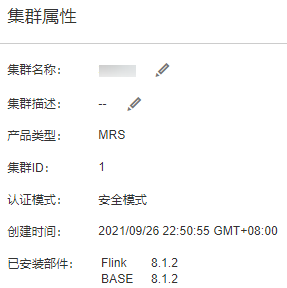 集群属性
集群名称：
集群描述： --
产品类型： MRS
集群ID： 1
认证模式： 安全模式
创建时间： 2021/09/26 22:50:55 GMT+08:00
已安装部件： Flink 8.1.2
BASE 8.1.2